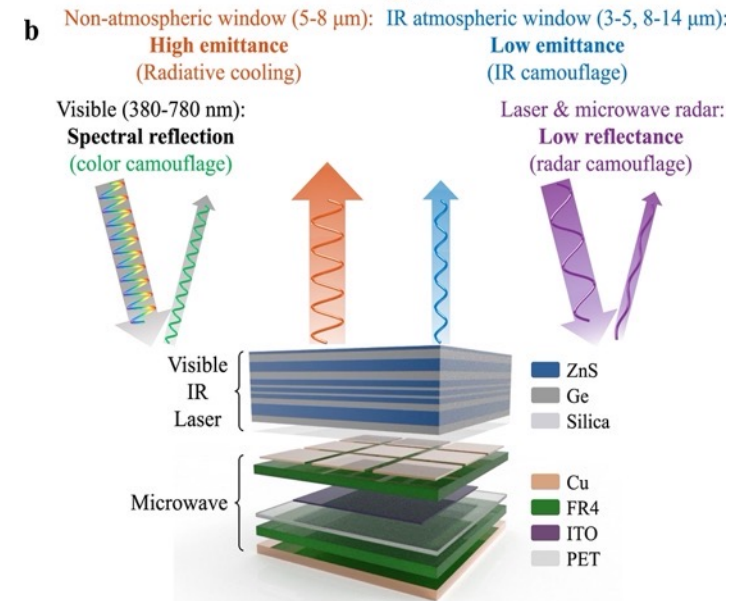 b
Non-atmospheric window (5-8 μm):
High emittance
(Radiative cooling)
IR atmospheric window (3-5, 8-14 μm):
Low emittance
(IR camouflage)
Visible (380-780 nm):
Spectral reflection
(color camouflage)
Laser & microwave radar:
Low reflectance
(radar camouflage)
Visible
IR
Laser
ZnS
Ge
Silica
Microwave
Cu
FR4
ITO
PET